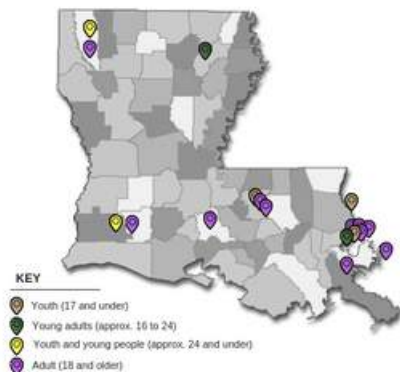 KEY
Youth (17 and under)
Young adults (approx. 16 to 24)
Youth and young people (approx. 24 and under)
Adult (18 and older)